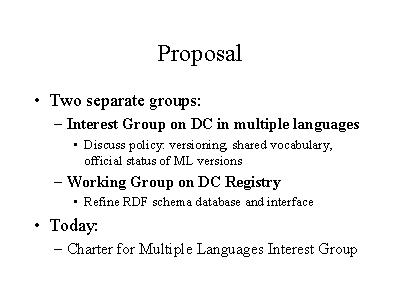 Proposal
• Two separate groups:
– Interest Group on DC in multiple languages
• Discuss policy: versioning, shared vocabulary,
official status of ML versions
– Working Group on DC Registry
• Refine RDF schema database and interface
• Today:
– Charter for Multiple Languages Interest Group